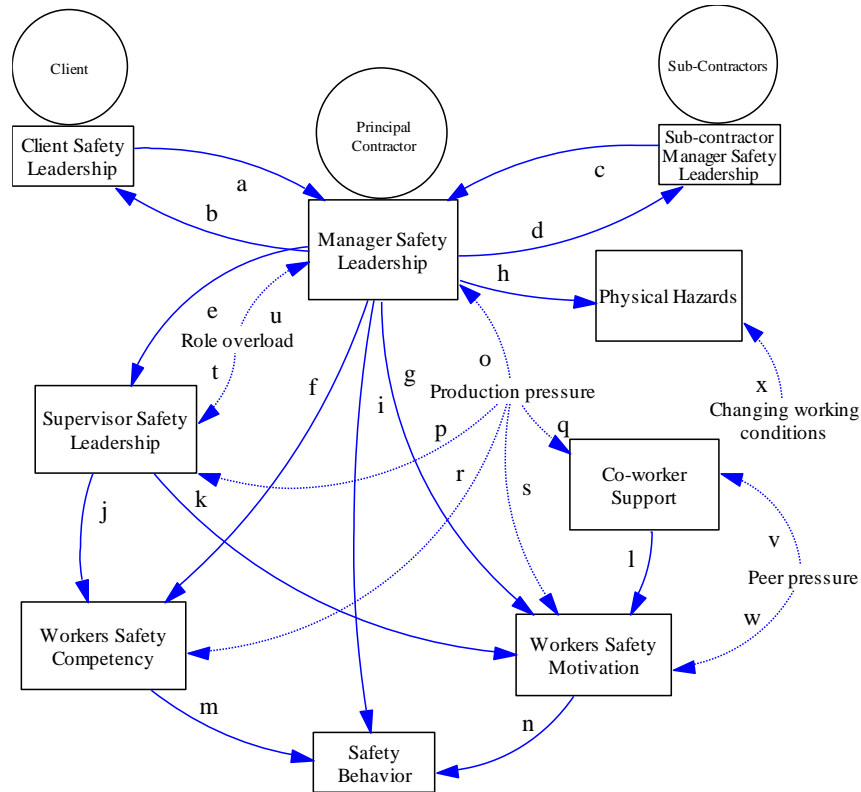 Client
Sub-Contractors
Principal
Contractor
Client Safety
Leadership
Sub-contractor
Manager Safety
Leadership
a
c
b
d
Manager Safety
Leadership
h
Physical Hazards
e
u
Role overload
t
o
f
g
i
Production pressure
x
Changing working
conditions
Supervisor Safety
Leadership
p
q
r
s
Co-worker
Support
j
k
l
v
Peer pressure
w
Workers Safety
Competency
Workers Safety
Motivation
m
n
Safety
Behavior